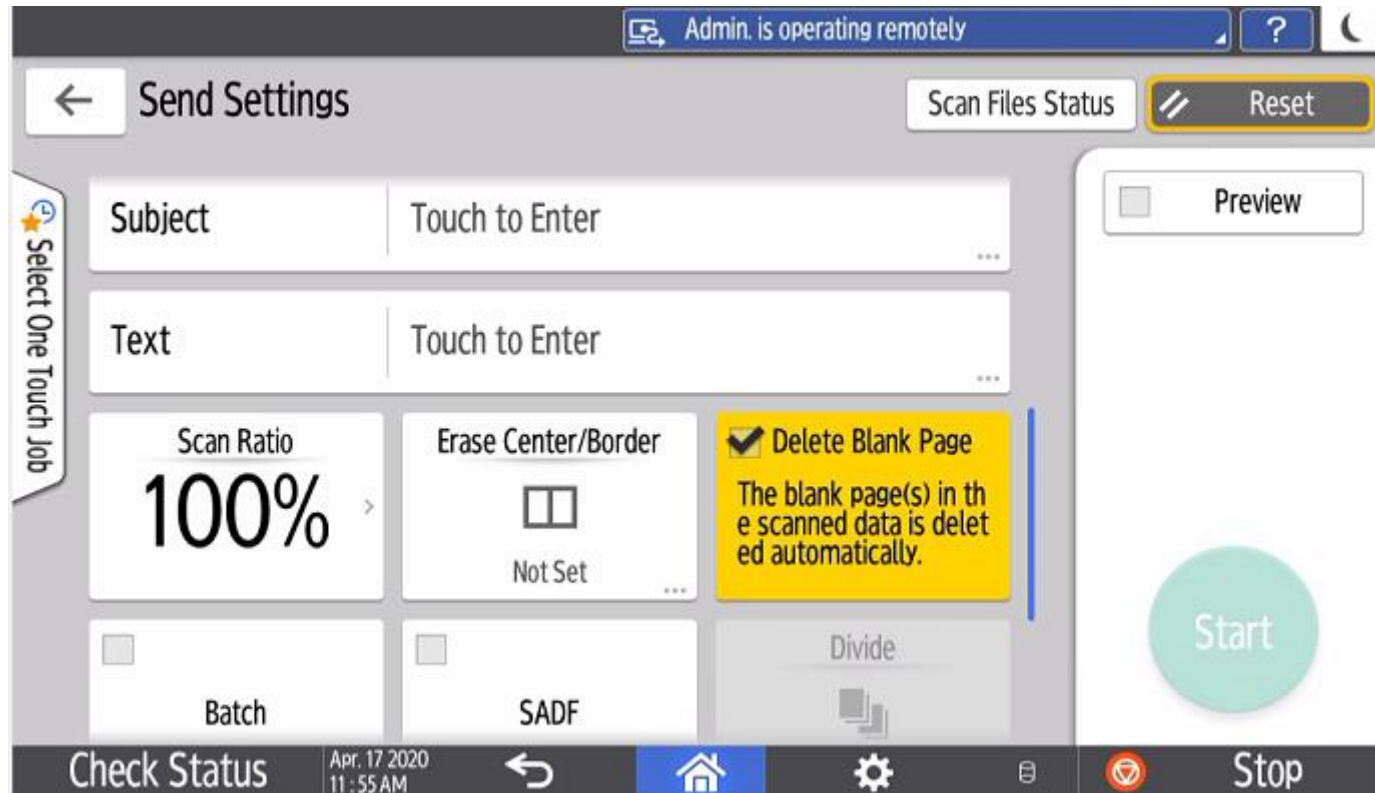 Admin. is operating remotely
?
Send Settings
Scan Files Status
Reset
Select One Touch Job
Subject
Touch to Enter
Text
Touch to Enter
Scan Ratio
100%
Erase Center/Border
Not Set
Delete Blank Page
The blank page(s) in th
e scanned data is delet
ed automatically.
Batch
SADF
Divide
Preview
Start
Check Status
Apr. 17 2020
11 : 55 AM
Stop